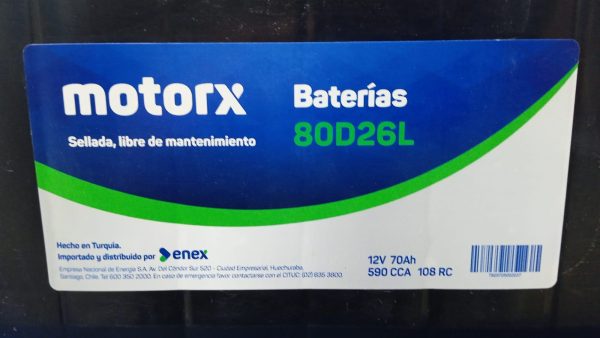 motorx
Sellada, libre de mantenimiento
Baterías
80D26L
Hecho en Turquía.
Importado y distribuido por enex
Empresa Nacional de Energía S.A. Av. Del Cóndor Sur 520 - Ciudad Empresarial, Huechuraba.
Santiago, Chile. Tel 600 350 2000. En caso de emergencia favor contactarse con el CITUC: (02) 635 3800.
12V 70Ah
590 CCA 108 RC